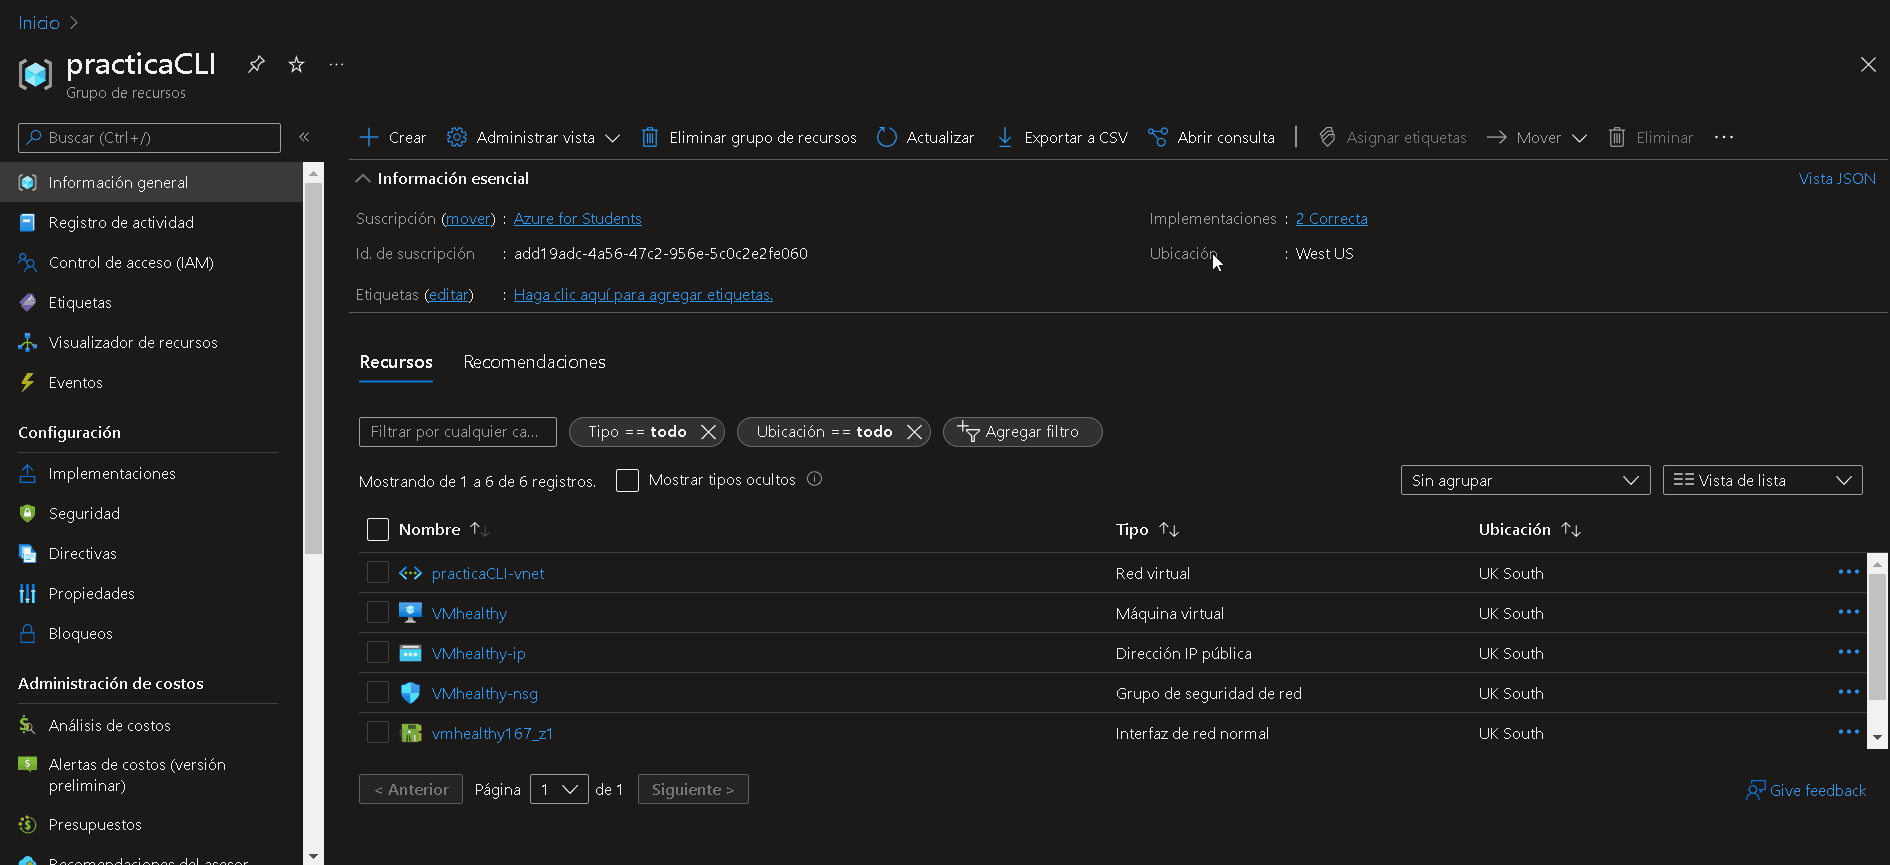 Inicio
practicaCLI
Grupo de recursos
Buscar (Ctrl+/)
Información general
Registro de actividad
Control de acceso (IAM)
Etiquetas
Visualizador de recursos
Eventos
Configuración
Implementaciones
Seguridad
Directivas
Propiedades
Bloqueos
Administración de costos
Análisis de costos
Alertas de costos (versión
preliminar)
Presupuestos
Recomendaciones del asesor
Crear Administrar vista Eliminar grupo de recursos Actualizar Exportar a CSV Abrir consulta Asignar etiquetas Mover Eliminar
Información esencial Vista JSON
Suscripción (mover) : Azure for Students Implementaciones : 2 Correcta
Id. de suscripción : add19adc-4a56-47c2-956e-5c0c2e2fe060 Ubicación : West US
Etiquetas (editar) : Haga clic aquí para agregar etiquetas.
Recursos Recomendaciones
Filtrar por cualquier ca... Tipo == todo Ubicación == todo Agregar filtro
Mostrando de 1 a 6 de 6 registros. Mostrar tipos ocultos Sin agrupar Vista de lista
Nombre Tipo Ubicación
practicaCLI-vnet Red virtual UK South
VMhealthy Máquina virtual UK South
VMhealthy-ip Dirección IP pública UK South
VMhealthy-nsg Grupo de seguridad de red UK South
vmhealthy167_z1 Interfaz de red normal UK South
< Anterior Página 1 de 1 Siguiente > Give feedback